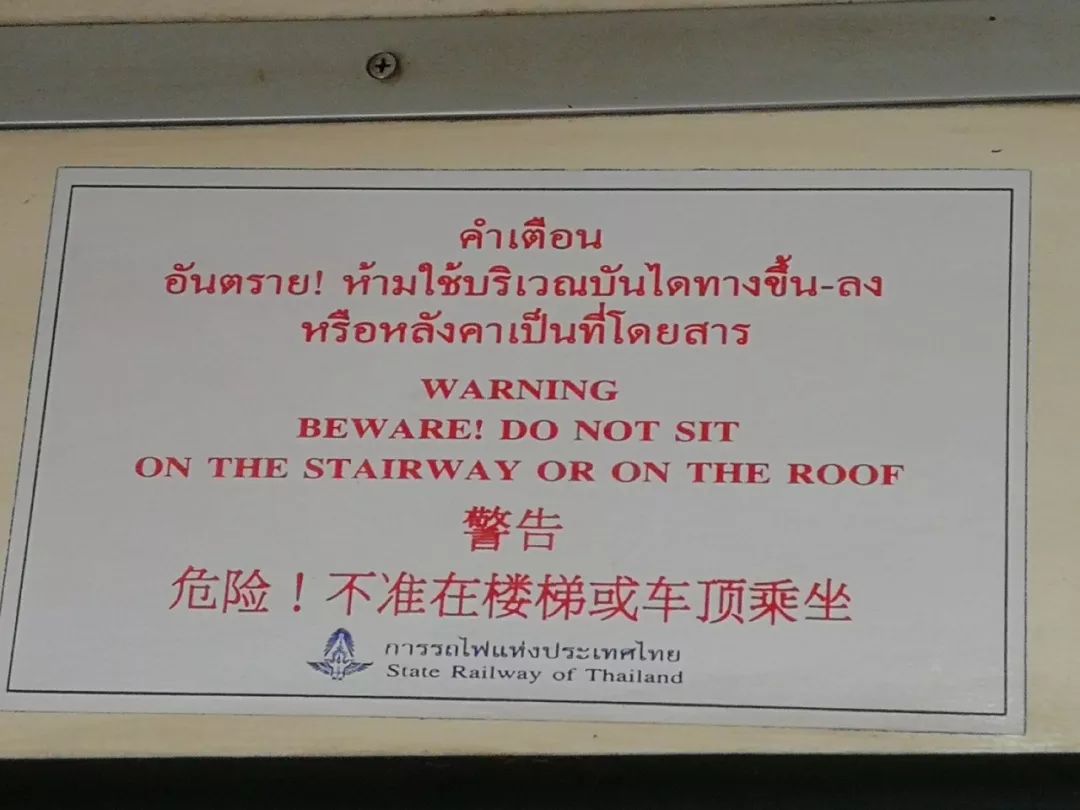 คำเตือน
อันตราย! ห้ามใช้บริเวณบันไดทางขึ้น-ลง
หรือหลังคาเป็นที่โดยสาร
WARNING
BEWARE! DO NOT SIT
ON THE STAIRWAY OR ON THE ROOF
警告
危险！不准在楼梯或车顶乘坐
การรถไฟแห่งประเทศไทย
State Railway of Thailand